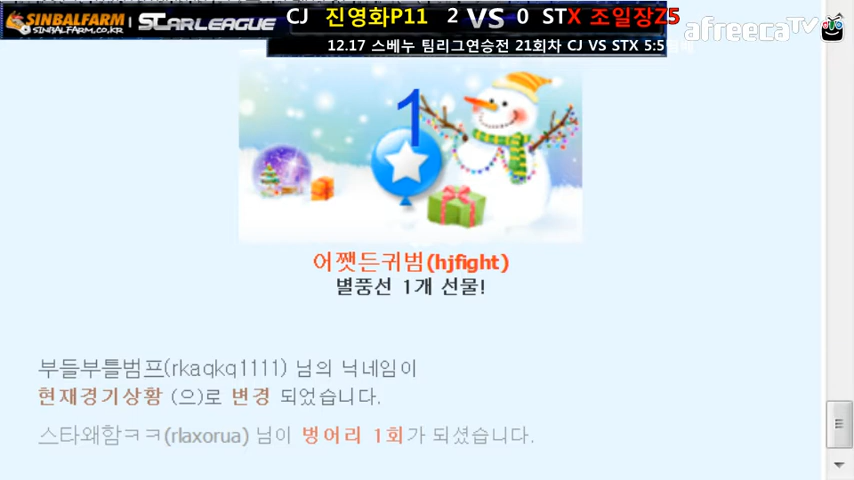 SINBALFARM
SINBALFARM.CO.KR
STARLEAGUE
CJ 진영화P11 2 VS 0 STX 조일장Z5
12.17 스베누 팀리그연승전 21회차 CJ VS STX 5:5
afreecaTV
1
어쨋든귀범(hjfight)
별풍선 1개 선물!
부들부틀범프(rkaqkq1111) 님의 닉네임이
현재경기상황 (으)로 변경 되었습니다.
스타왜함ㅋㅋ(rlaxorua) 님이 벙어리 1회가 되셨습니다.